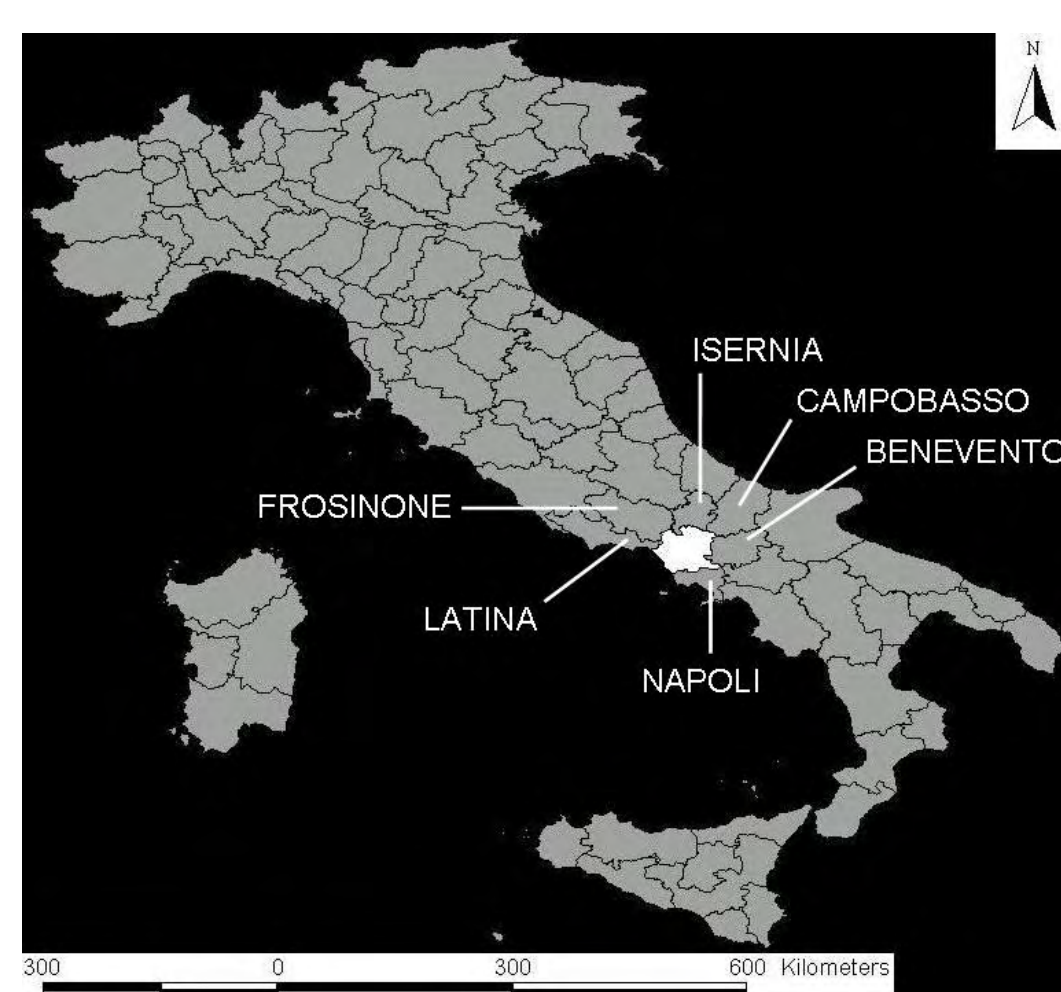 N
ISERNIA
CAMPOBASSO
BENEVENTO
FROSINONE
LATINA
NAPOLI
300 0 300 600 Kilometers